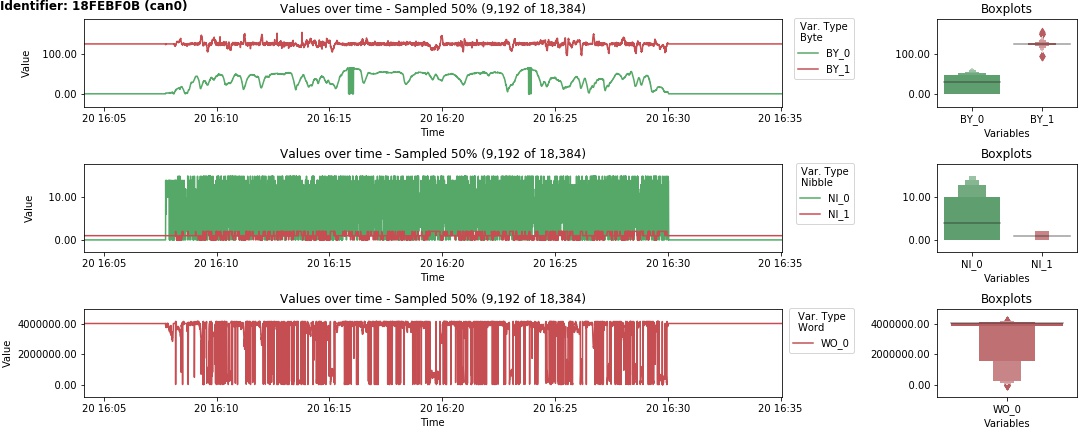 Identifier: 18FEBF0B (can0)
Values over time - Sampled 50% (9,192 of 18,384)
Boxplots
Value
100.00
0.00
20 16:05 20 16:10 20 16:15 20 16:20 20 16:25 20 16:30 20 16:35
Time
Var. Type
Byte
BY_0
BY_1
100.00
0.00
BY_0 BY_1
Variables
Values over time - Sampled 50% (9,192 of 18,384)
Boxplots
Value
10.00
0.00
20 16:05 20 16:10 20 16:15 20 16:20 20 16:25 20 16:30 20 16:35
Time
Var. Type
Nibble
NI_0
NI_1
10.00
0.00
NI_0 NI_1
Variables
Values over time - Sampled 50% (9,192 of 18,384)
Boxplots
Value
4000000.00
2000000.00
0.00
20 16:05 20 16:10 20 16:15 20 16:20 20 16:25 20 16:30 20 16:35
Time
Var. Type
Word
WO_0
4000000.00
2000000.00
0.00
WO_0
Variables